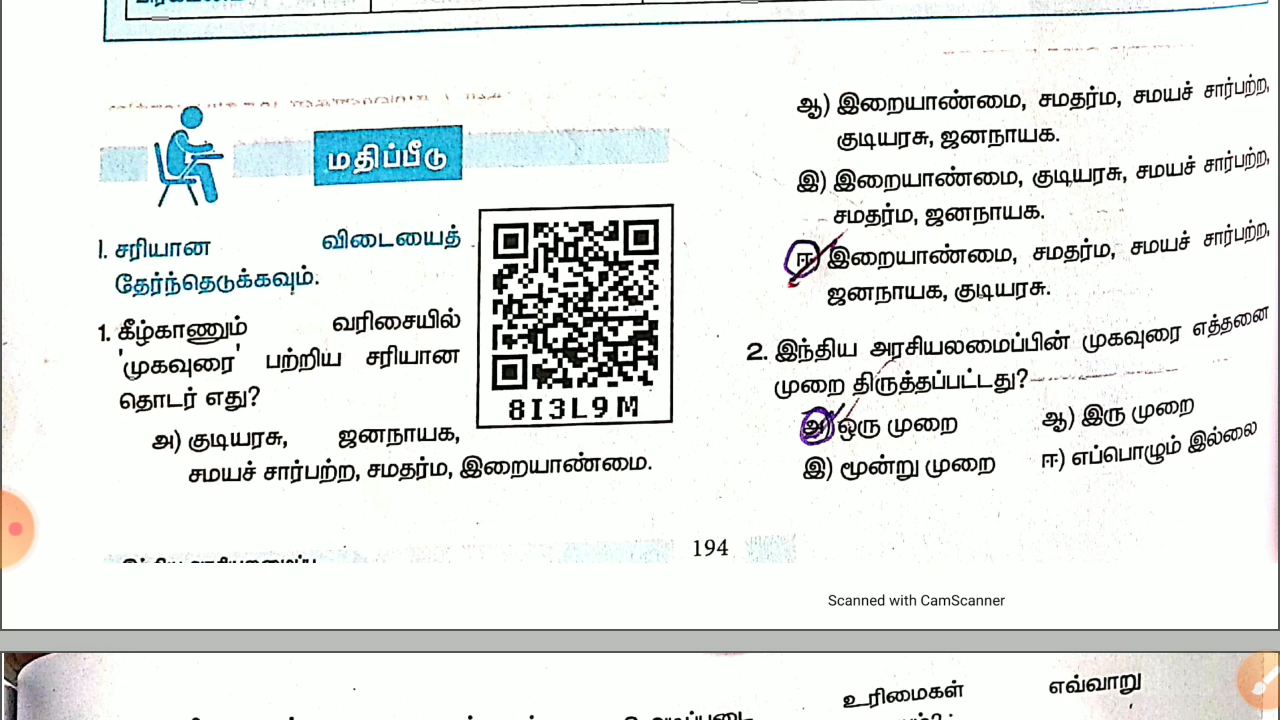 மதிப்பீடு
I. சரியான விடையைத்
தேர்ந்தெடுக்கவும்.
1. கீழ்காணும் வரிசையில்
'முகவுரை' பற்றிய சரியான
தொடர் எது?
அ) குடியரசு, ஜனநாயக,
சமயச் சார்பற்ற, சமதர்ம, இறையாண்மை.
8I3L9M
ஆ) இறையாண்மை, சமதர்ம, சமயச் சார்பற்ற,
குடியரசு, ஜனநாயக.
இ) இறையாண்மை, குடியரசு, சமயச் சார்பற்ற,
சமதர்ம, ஜனநாயக.
ஈ) இறையாண்மை, சமதர்ம, சமயச் சார்பற்ற,
ஜனநாயக, குடியரசு.
2. இந்திய அரசியலமைப்பின் முகவுரை எத்தனை
முறை திருத்தப்பட்டது?
அ) ஒரு முறை ஆ) இரு முறை
இ) மூன்று முறை ஈ) எப்பொழும் இல்லை
194
Scanned with CamScanner
உரிமைகள் எவ்வாறு